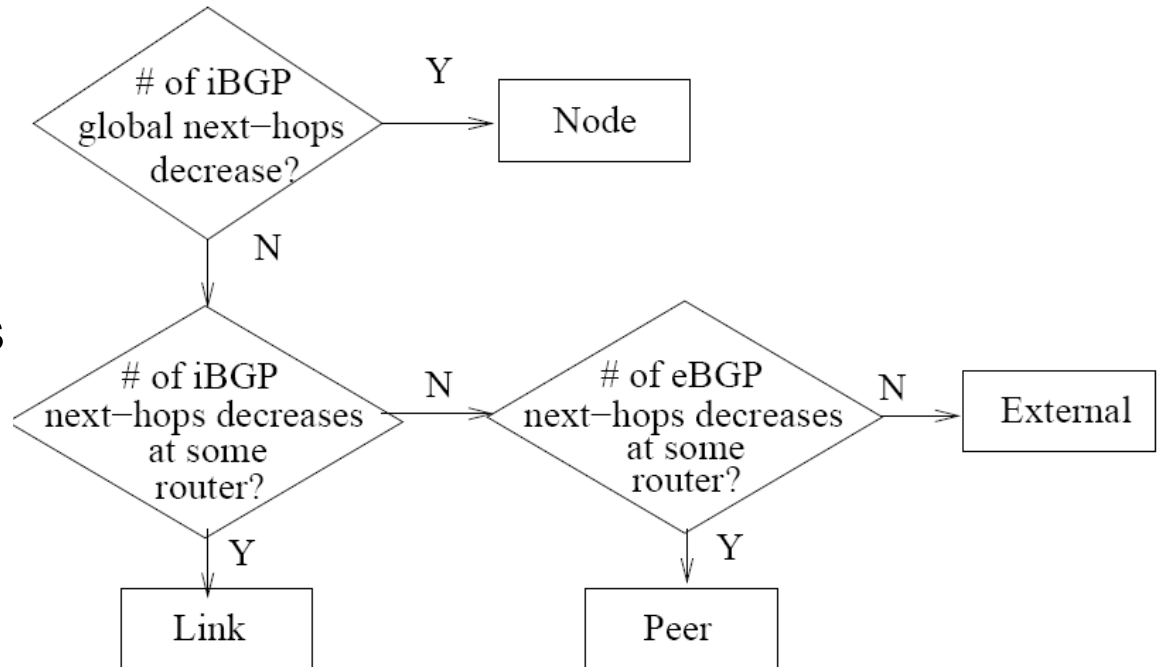 # of iBGP
global next−hops
decrease?
Y
Node
N
s
# of iBGP
next−hops decreases
at some
router?
N
# of eBGP
next−hops decreases
at some
router?
N
External
Y
Link
Y
Peer